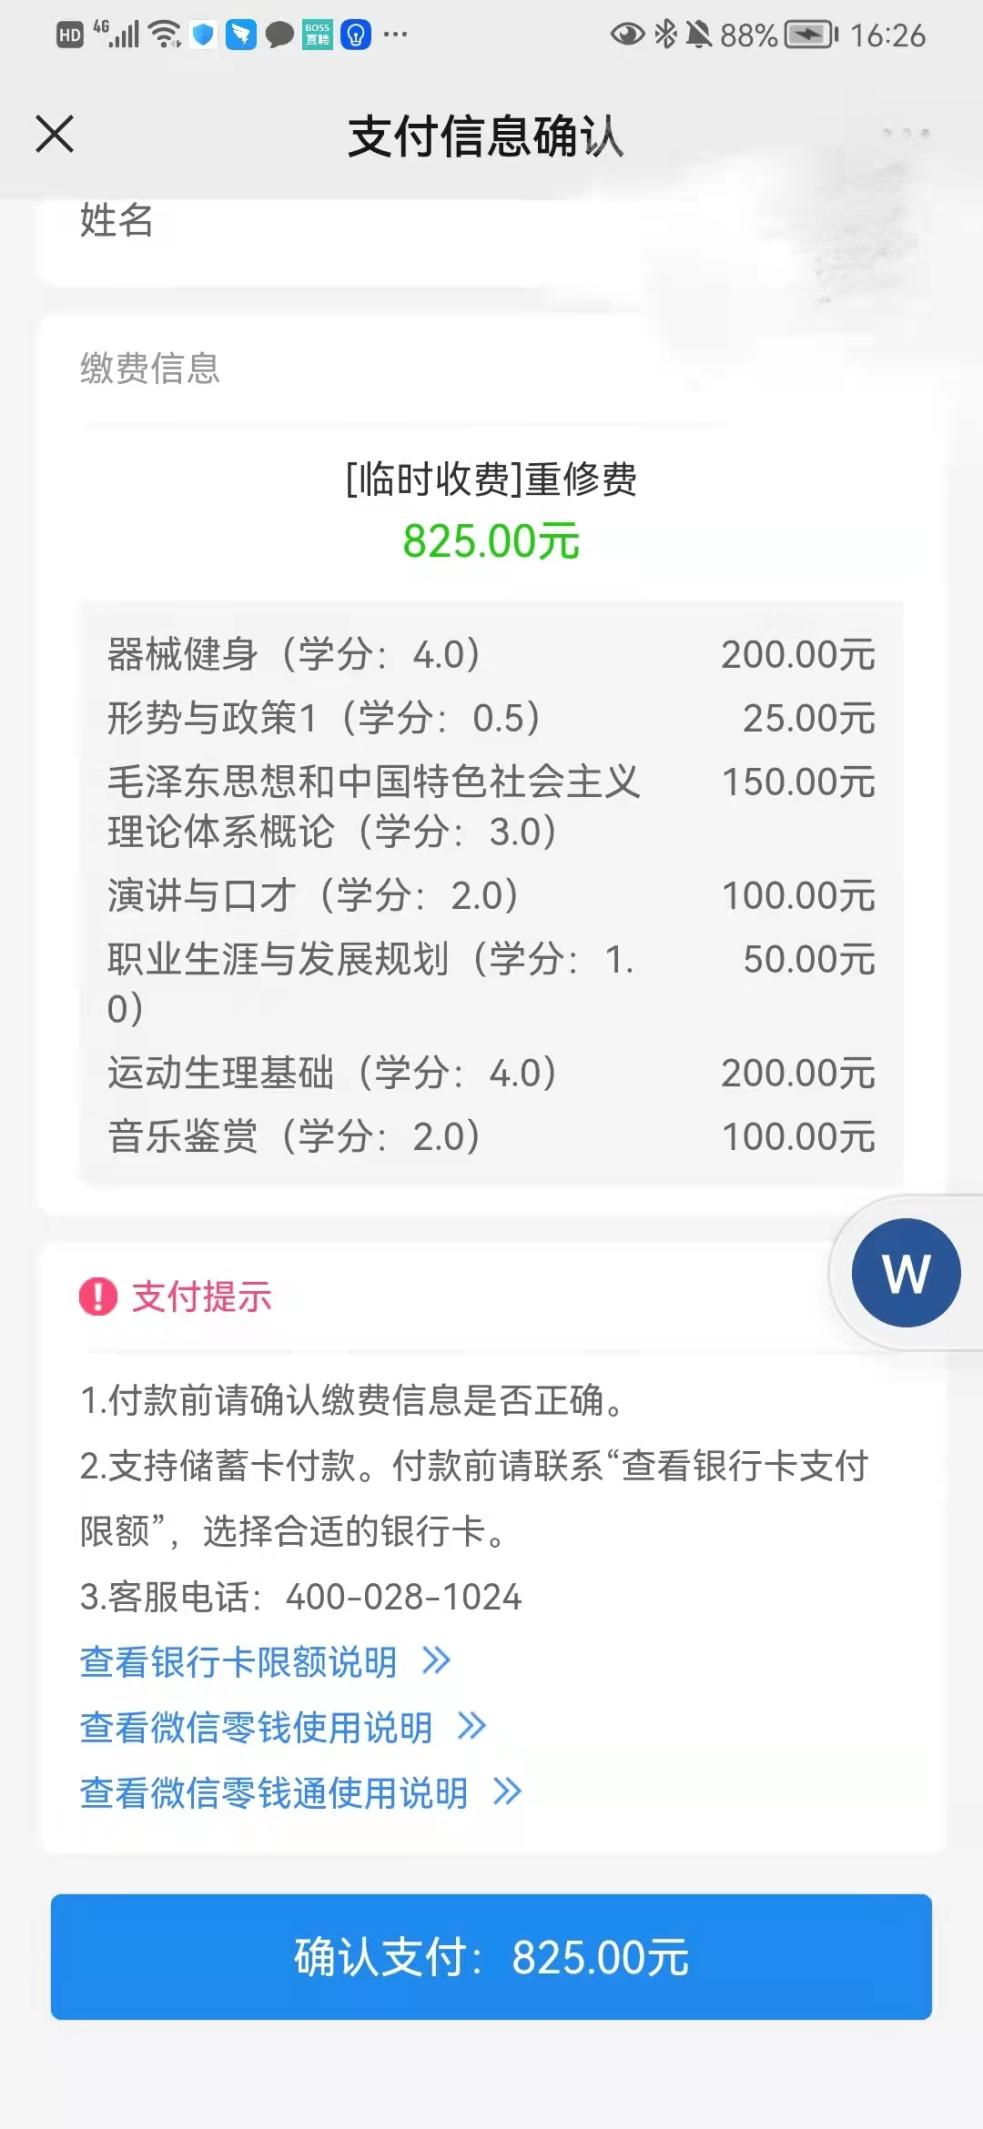 HD 4G BOSS直聘 88% 16:26
支付信息确认
姓名
缴费信息
[临时收费]重修费
825.00元
器械健身（学分：4.0） 200.00元
形势与政策1（学分：0.5） 25.00元
毛泽东思想和中国特色社会主义 150.00元
理论体系概论（学分：3.0）
演讲与口才（学分：2.0） 100.00元
职业生涯与发展规划（学分：1. 50.00元
0）
运动生理基础（学分：4.0） 200.00元
音乐鉴赏（学分：2.0） 100.00元
W
支付提示
1.付款前请确认缴费信息是否正确。
2.支持储蓄卡付款。付款前请联系“查看银行卡支付
限额”，选择合适的银行卡。
3.客服电话：400-028-1024
查看银行卡限额说明
查看微信零钱使用说明
查看微信零钱通使用说明
确认支付：825.00元